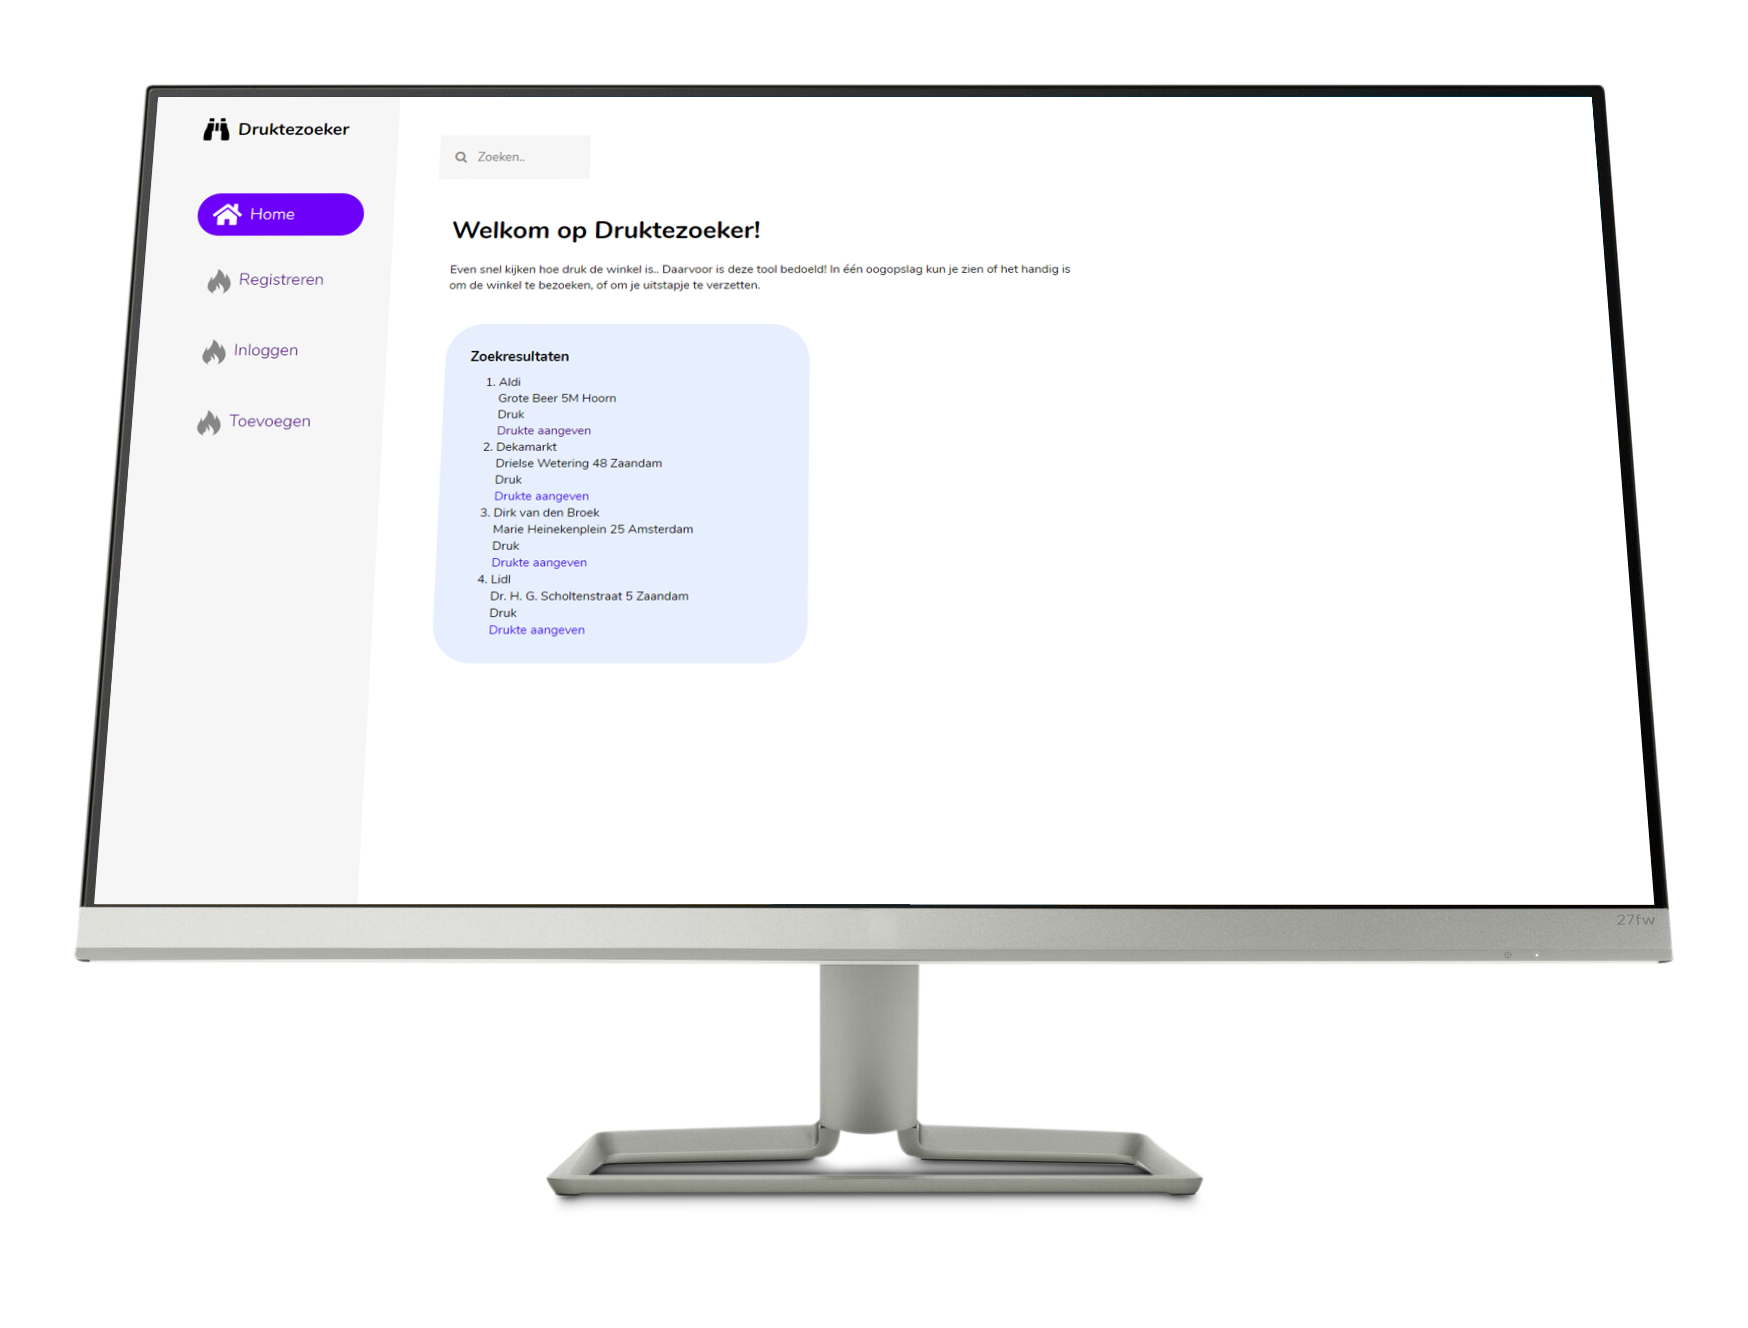 Druktezoeker
Zoeken..
Home
Registreren
Inloggen
Toevoegen
Welkom op Druktezoeker!
Even snel kijken hoe druk de winkel is.. Daarvoor is deze tool bedoeld! In één oogopslag kun je zien of het handig is
om de winkel te bezoeken, of om je uitstapje te verzetten.
Zoekresultaten
1. Aldi
Grote Beer 5M Hoorn
Druk
Drukte aangeven
2. Dekamarkt
Drielse Wetering 48 Zaandam
Druk
Drukte aangeven
3. Dirk van den Broek
Marie Heinekenplein 25 Amsterdam
Druk
Drukte aangeven
4. Lidl
Dr. H. G. Scholtenstraat 5 Zaandam
Druk
Drukte aangeven
27fw